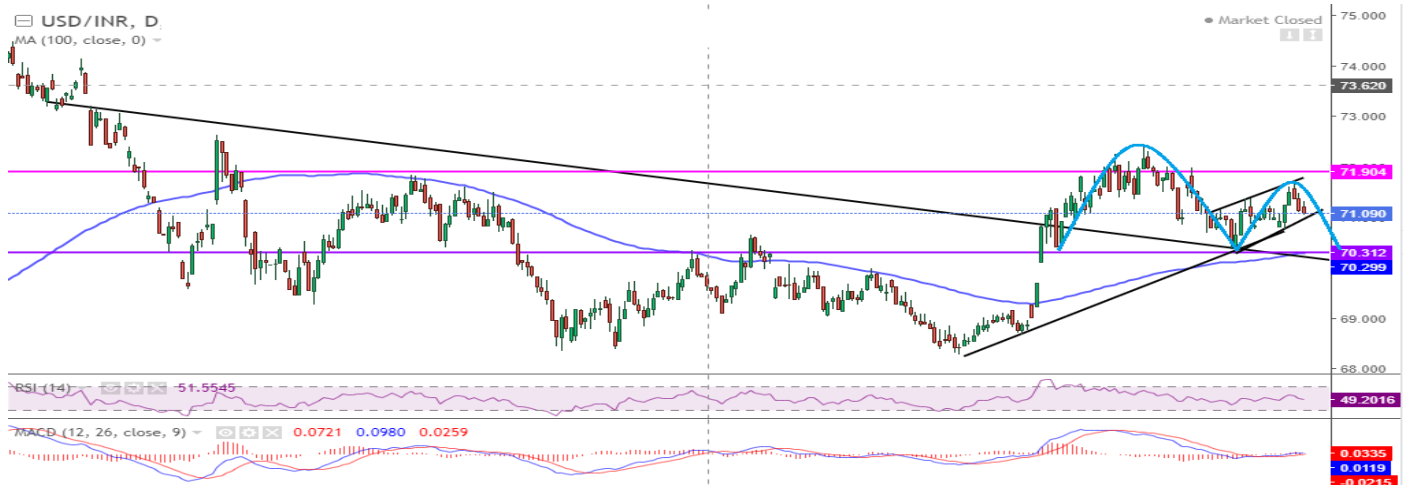 USD/INR, D
Market Closed
MA (100, close, 0)
75.000
74.000
73.620
73.000
71.904
71.090
70.312
70.299
69.000
68.000
RSI (14) 51.5545
49.2016
MACD (12, 26, close, 9) 0.0721 0.0980 0.0259
0.0335
0.0119
-0.0215